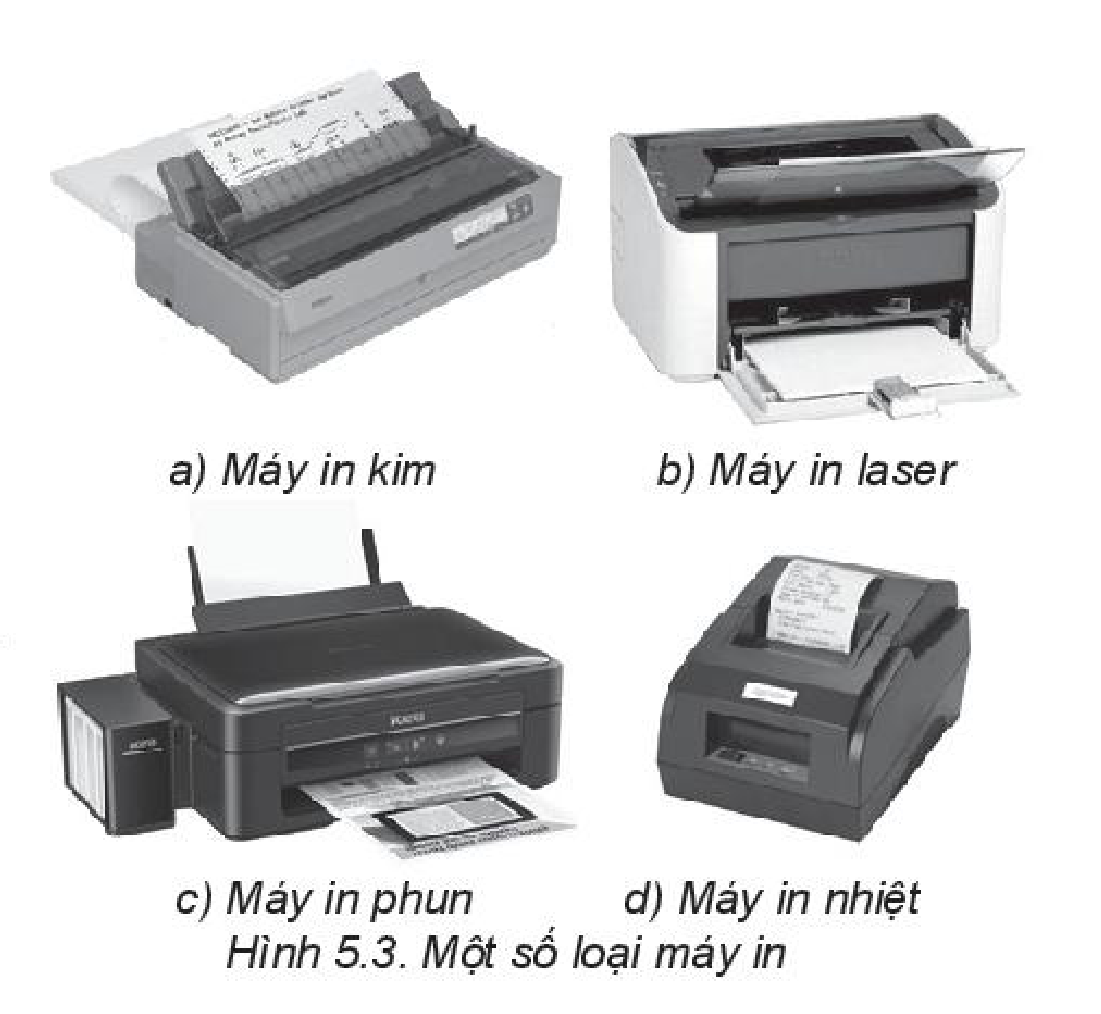 a) Máy in kim
b) Máy in laser
c) Máy in phun
d) Máy in nhiệt
Hình 5.3. Một số loại máy in